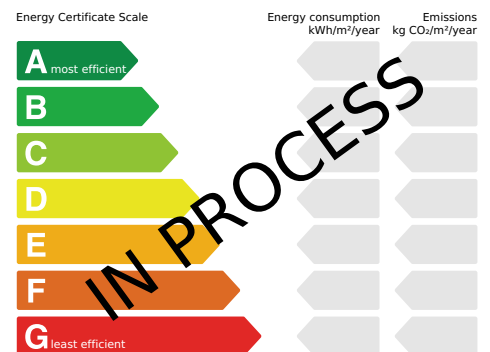 Energy Certificate Scale
Energy consumption
kWh/m²/year
Emissions
kg CO₂/m²/year
A most efficient
B
C
D
E
F
G least efficient
IN PROCESS